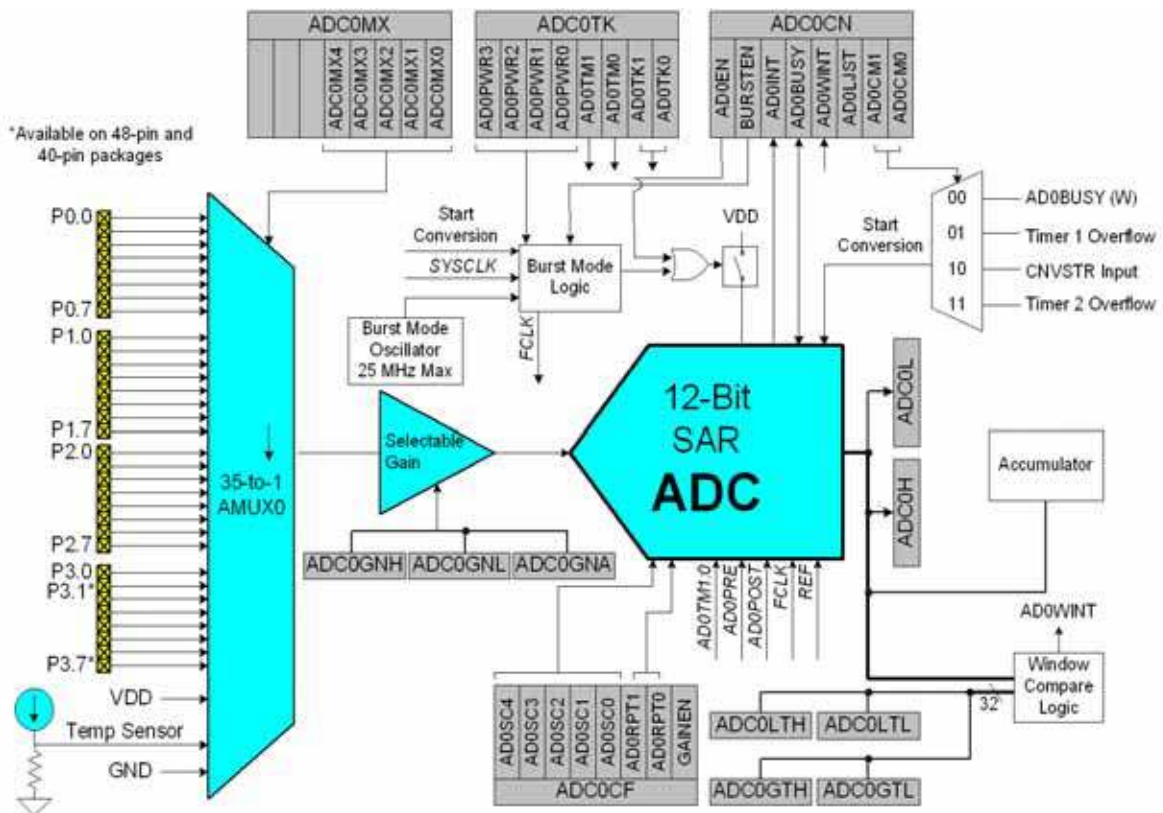 ADC0MX
ADC0MX4
ADC0MX3
ADC0MX2
ADC0MX1
ADC0MX0
ADC0TK
AD0PWR3
AD0PWR2
AD0PWR1
AD0PWR0
AD0TM1
AD0TM0
AD0TK1
AD0TK0
ADC0CN
AD0EN
BURSTEN
AD0INT
AD0BUSY
AD0WINT
AD0LJST
AD0CM1
AD0CM0
*Available on 48-pin and
40-pin packages
P0.0
P0.7
P1.0
P1.7
P2.0
P2.7
P3.0
P3.1*
P3.7*
VDD
Temp Sensor
GND
35-to-1
AMUX0
Start
Conversion
SYSCLK
Burst Mode
Logic
Burst Mode
Oscillator
25 MHz Max
FCLK
VDD
Start
Conversion
00
01
10
11
AD0BUSY (W)
Timer 1 Overflow
CNVSTR Input
Timer 2 Overflow
Selectable
Gain
ADC0GNH
ADC0GNL
ADC0GNA
12-Bit
SAR
ADC
ADC0L
ADC0H
Accumulator
AD0TM1:0
AD0PRE
AD0POST
FCLK
REF
AD0WINT
Window
Compare
Logic
32
ADC0LTH
ADC0LTL
ADC0GTH
ADC0GTL
AD0SC4
AD0SC3
AD0SC2
AD0SC1
AD0SC0
AD0RPT1
AD0RPT0
GAINEN
ADC0CF